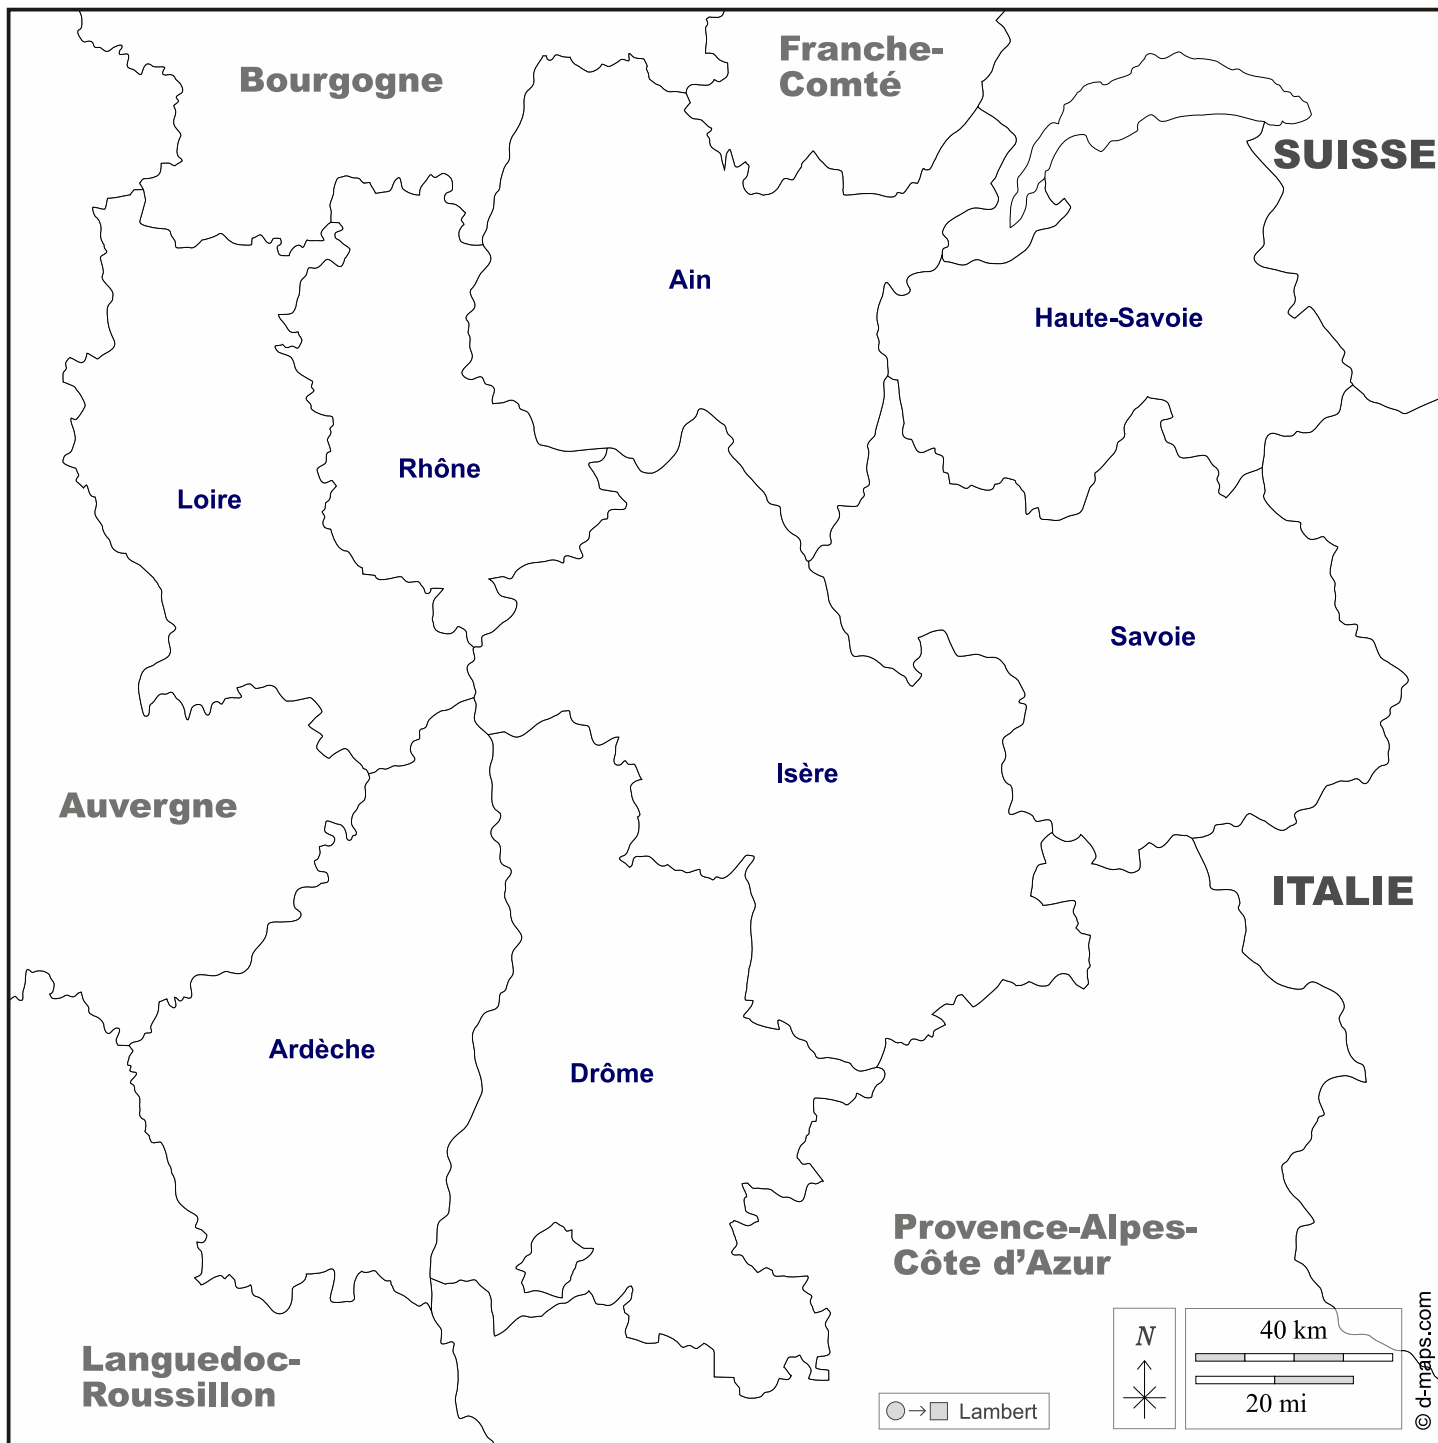 Franche-
Comté
Bourgogne
SUISSE
Ain
Haute-Savoie
Rhône
Loire
Savoie
Isère
Auvergne
ITALIE
Ardèche
Drôme
Provence-Alpes-
Côte d'Azur
Languedoc-
Roussillon
N
40 km
20 mi
Lambert
© d-maps.com